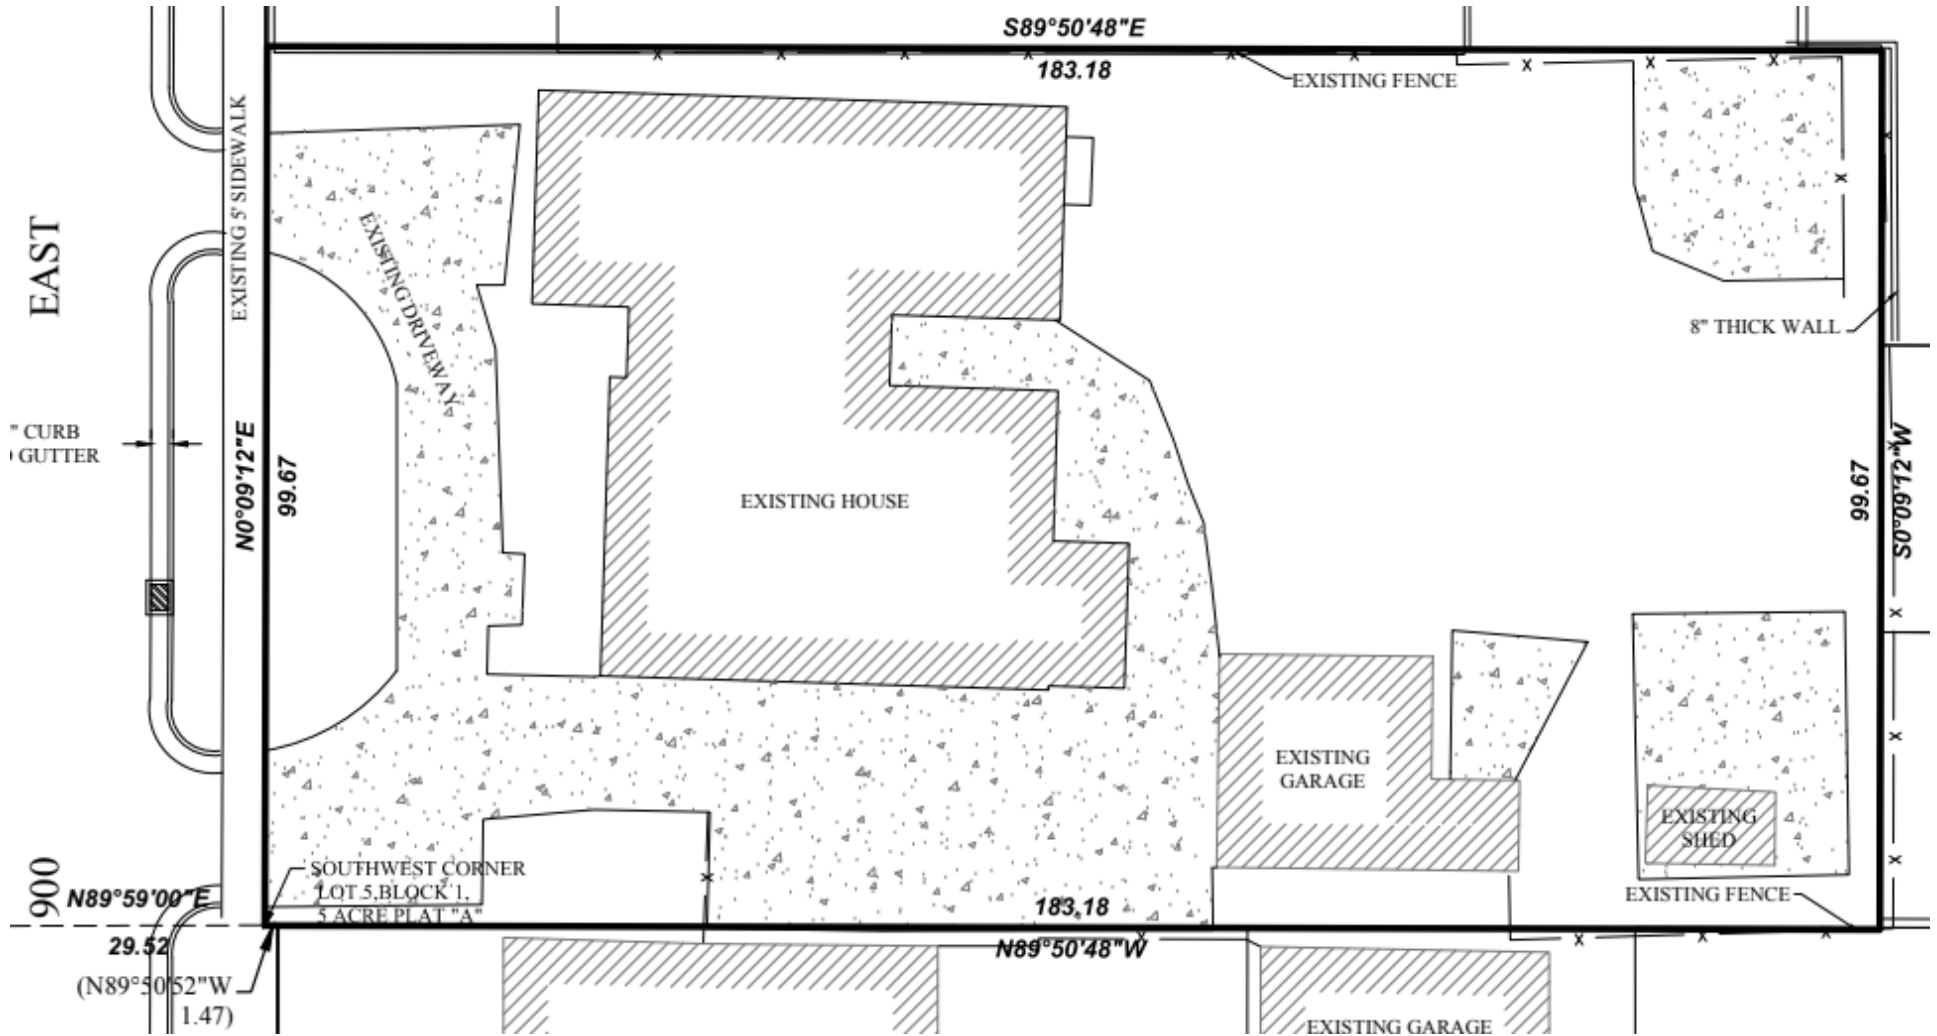 S89°50'48"E
183.18
EXISTING FENCE
EXISTING 5' SIDEWALK
EAST
EXISTING DRIVEWAY
8" THICK WALL
" CURB
GUTTER
N0°09'12"E
99.67
EXISTING HOUSE
99.67
S0°09'12"W
EXISTING
GARAGE
EXISTING
SHED
900
SOUTHWEST CORNER
LOT 5,BLOCK 1,
5 ACRE PLAT "A"
EXISTING FENCE
N89°59'00"E
29.52
183.18
N89°50'48"W
(N89°50'52"W
1.47)
EXISTING GARAGE